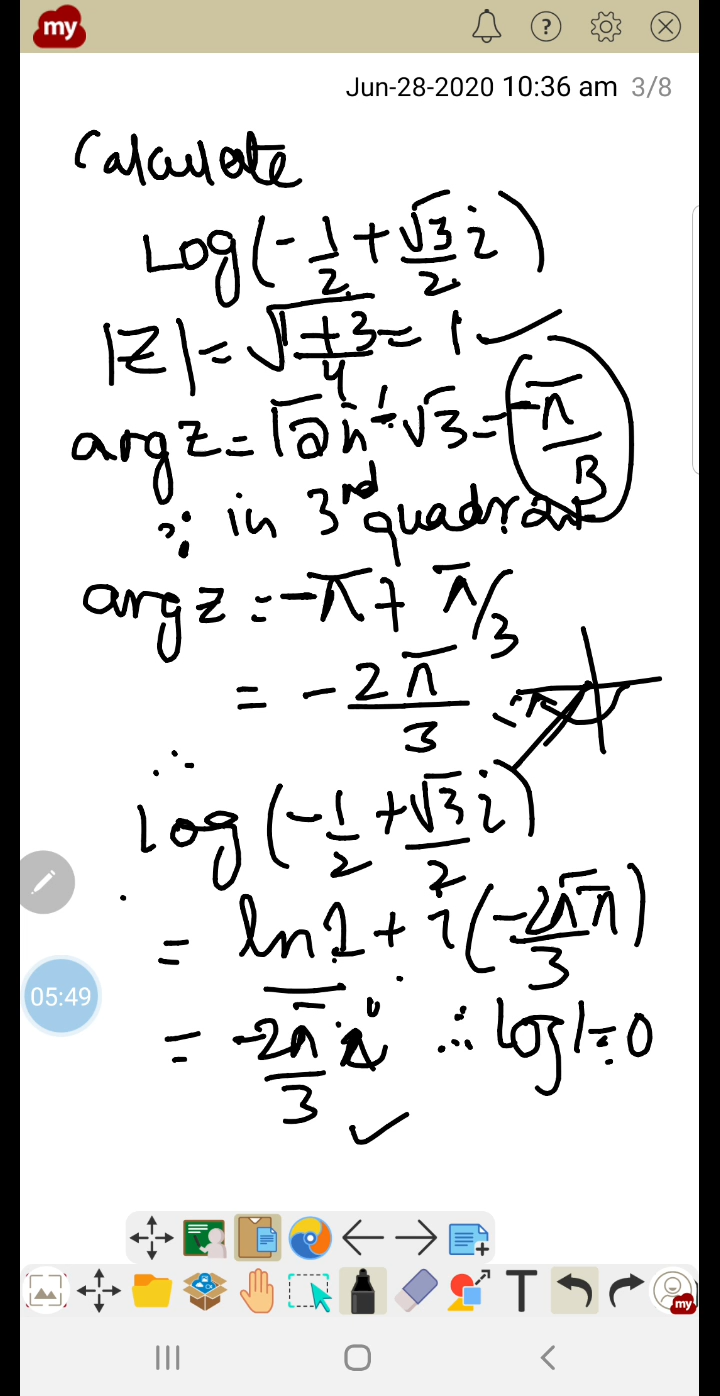 my
Jun-28-2020 10:36 am 3/8
Calculate
Log(-1/2 + √3/2 i)
|Z| = √(1+3)/4 = 1 ✓
arg z = Tan⁻¹ -√3 = -π/3
∵ in 3rd quadrant
arg z = -π + π/3
= -2π/3
-π
∴
Log(-1/2 + √3/2 i)
= ln 1 + i(-2π/3)
05:49
= -2π/3 i ∴ log 1 = 0
✓
T
my